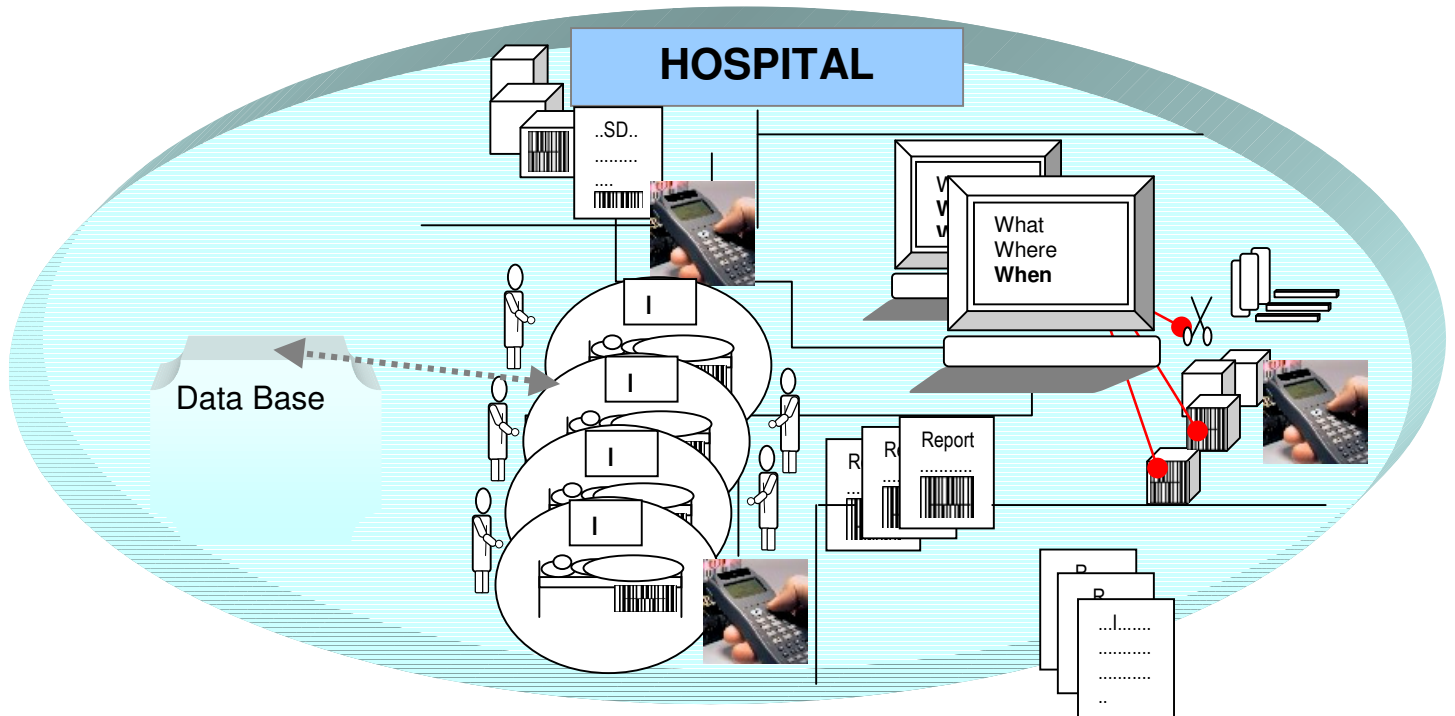 HOSPITAL
..SD..
.........
....
What
Where
When
I
I
I
I
Data Base
Report
..........
R
...I.......
...........
...........
..